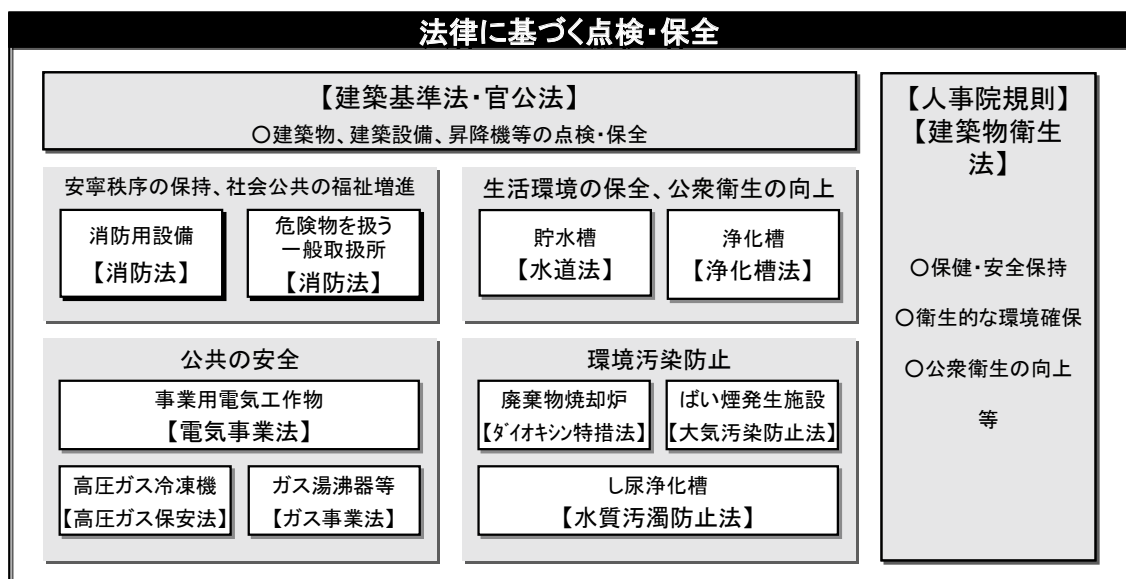 法律に基づく点検・保全
【建築基準法・官公法】
○建築物、建築設備、昇降機等の点検・保全
安寧秩序の保持、社会公共の福祉増進
消防用設備
【消防法】
危険物を扱う
一般取扱所
【消防法】
生活環境の保全、公衆衛生の向上
貯水槽
【水道法】
浄化槽
【浄化槽法】
公共の安全
事業用電気工作物
【電気事業法】
高圧ガス冷凍機
【高圧ガス保安法】
ガス湯沸器等
【ガス事業法】
環境汚染防止
廃棄物焼却炉
【ﾀﾞｲｵｷｼﾝ特措法】
ばい煙発生施設
【大気汚染防止法】
し尿浄化槽
【水質汚濁防止法】
【人事院規則】
【建築物衛生
法】
○保健・安全保持
○衛生的な環境確保
○公衆衛生の向上
等